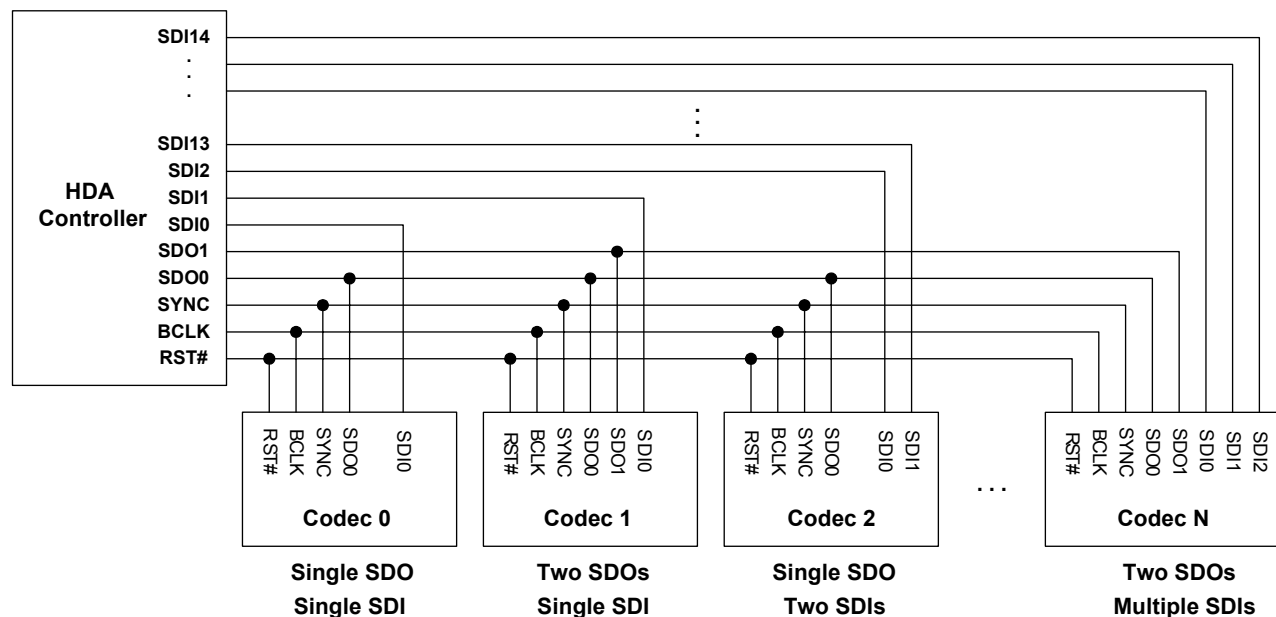 SDI14
.
.
.
SDI13
SDI2
SDI1
SDI0
SDO1
SDO0
SYNC
BCLK
RST#
HDA
Controller
.
.
.
RST#
BCLK
SYNC
SDO0
SDI0
Codec 0
Single SDO
Single SDI
RST#
BCLK
SYNC
SDO0
SDO1
SDI0
Codec 1
Two SDOs
Single SDI
RST#
BCLK
SYNC
SDO0
SDI0
SDI1
Codec 2
Single SDO
Two SDIs
. . .
RST#
BCLK
SYNC
SDO0
SDO1
SDI0
SDI1
SDI2
Codec N
Two SDOs
Multiple SDIs